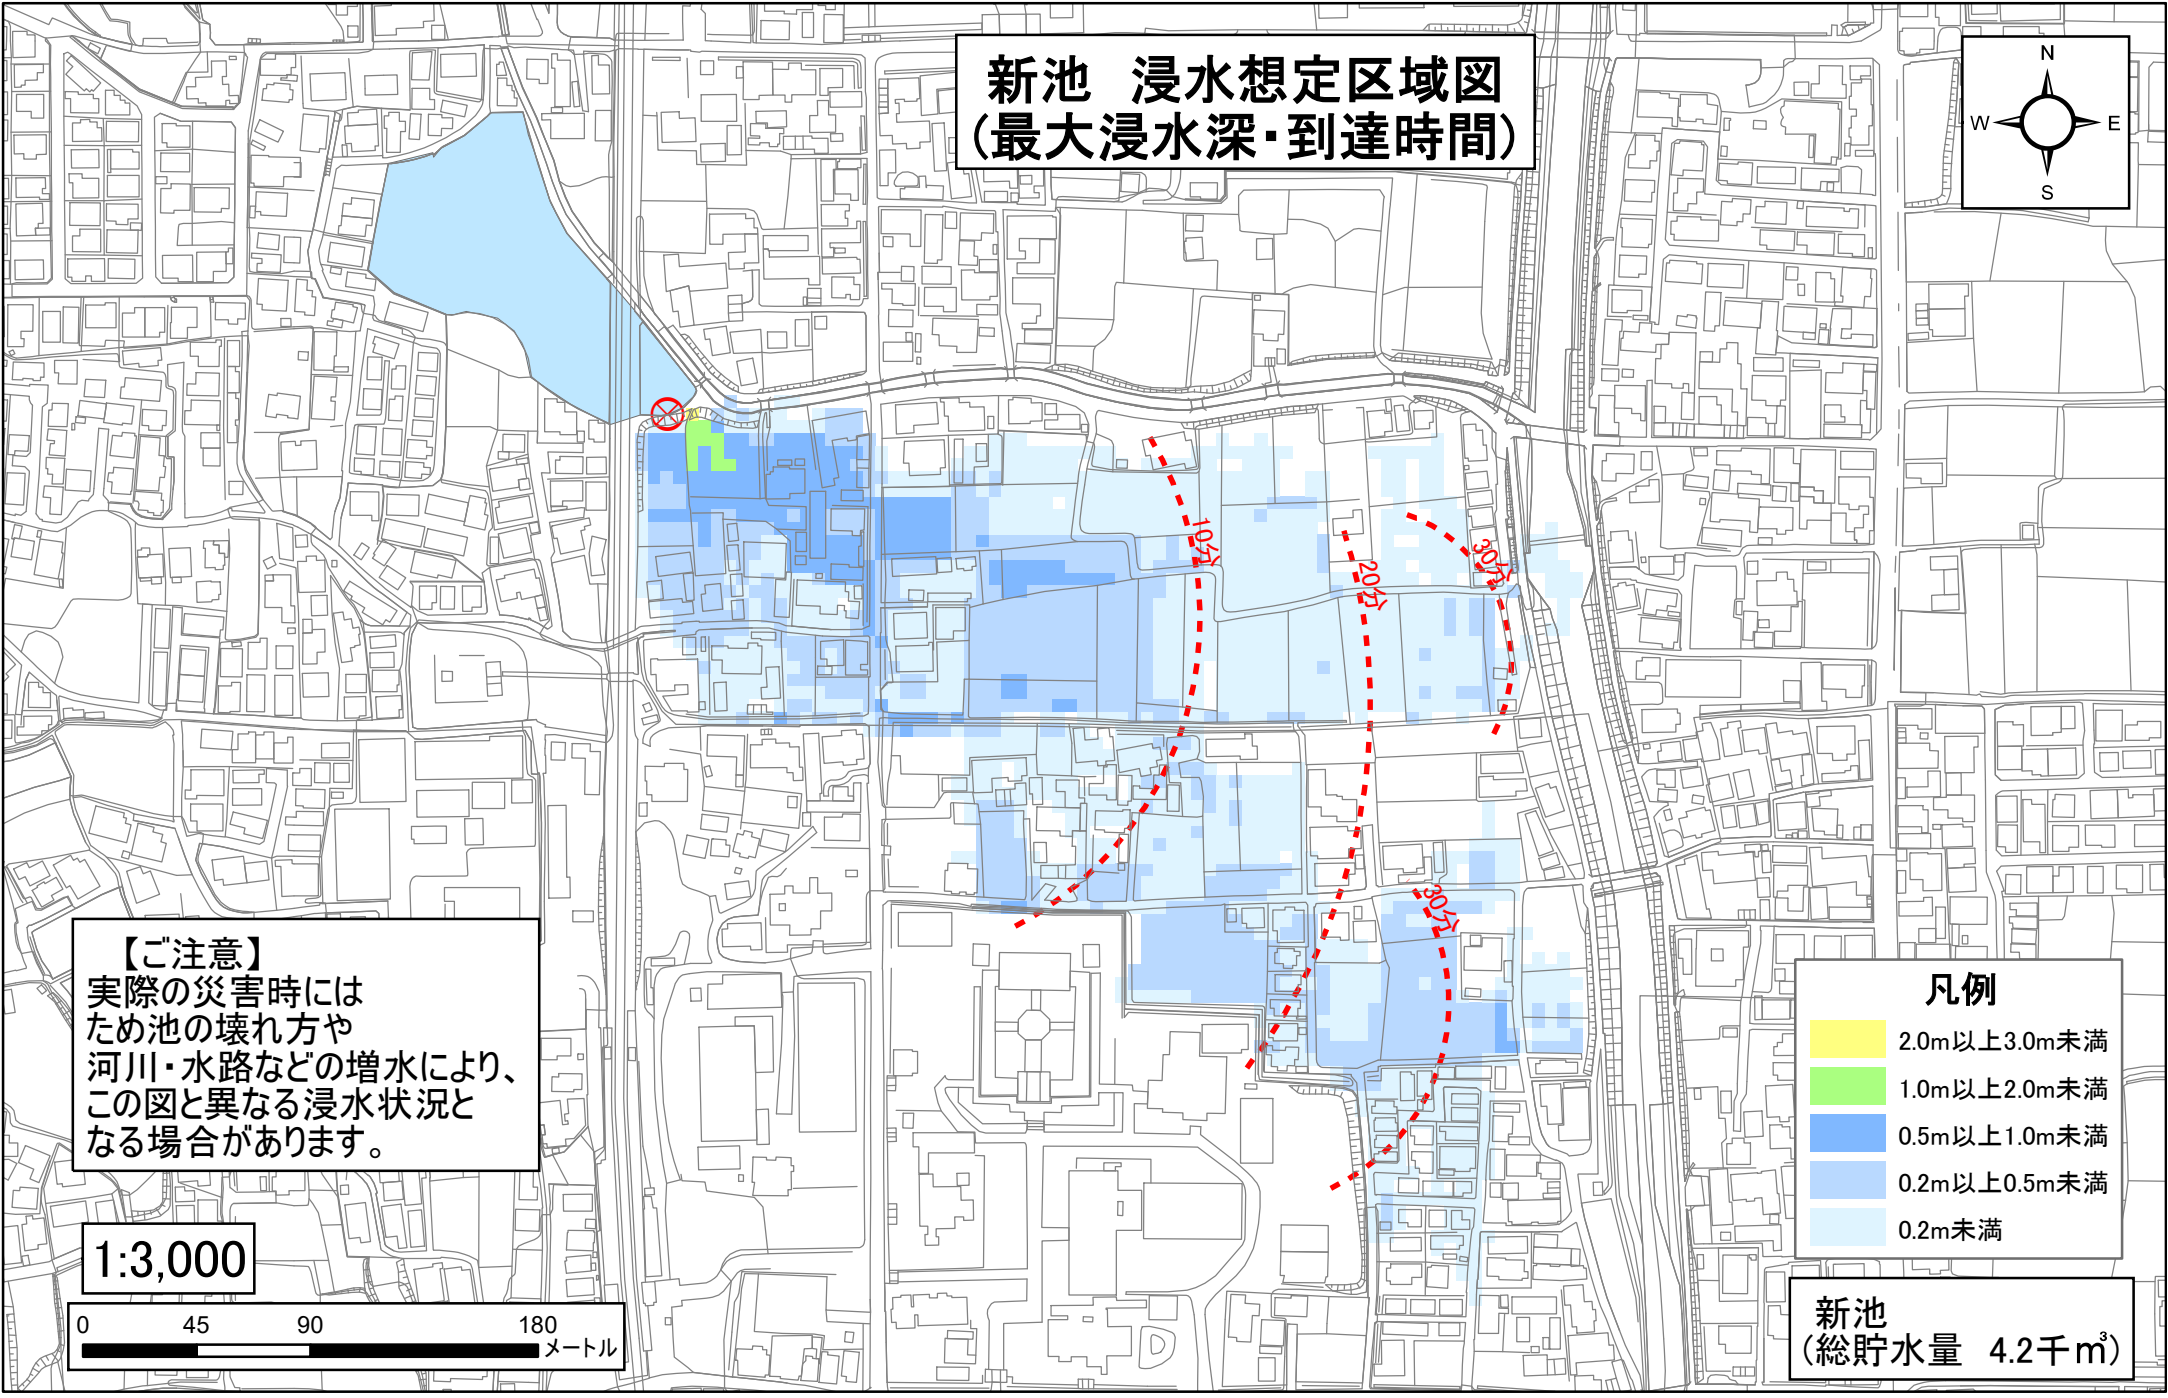 新池　浸水想定区域図
(最大浸水深・到達時間)
N
W
E
S
10分
20分
30分
30分
【ご注意】
実際の災害時には
ため池の壊れ方や
河川・水路などの増水により、
この図と異なる浸水状況と
なる場合があります。
1:3,000
0 45 90 180
メートル
凡例
2.0m以上3.0m未満
1.0m以上2.0m未満
0.5m以上1.0m未満
0.2m以上0.5m未満
0.2m未満
新池
(総貯水量　4.2千㎥)